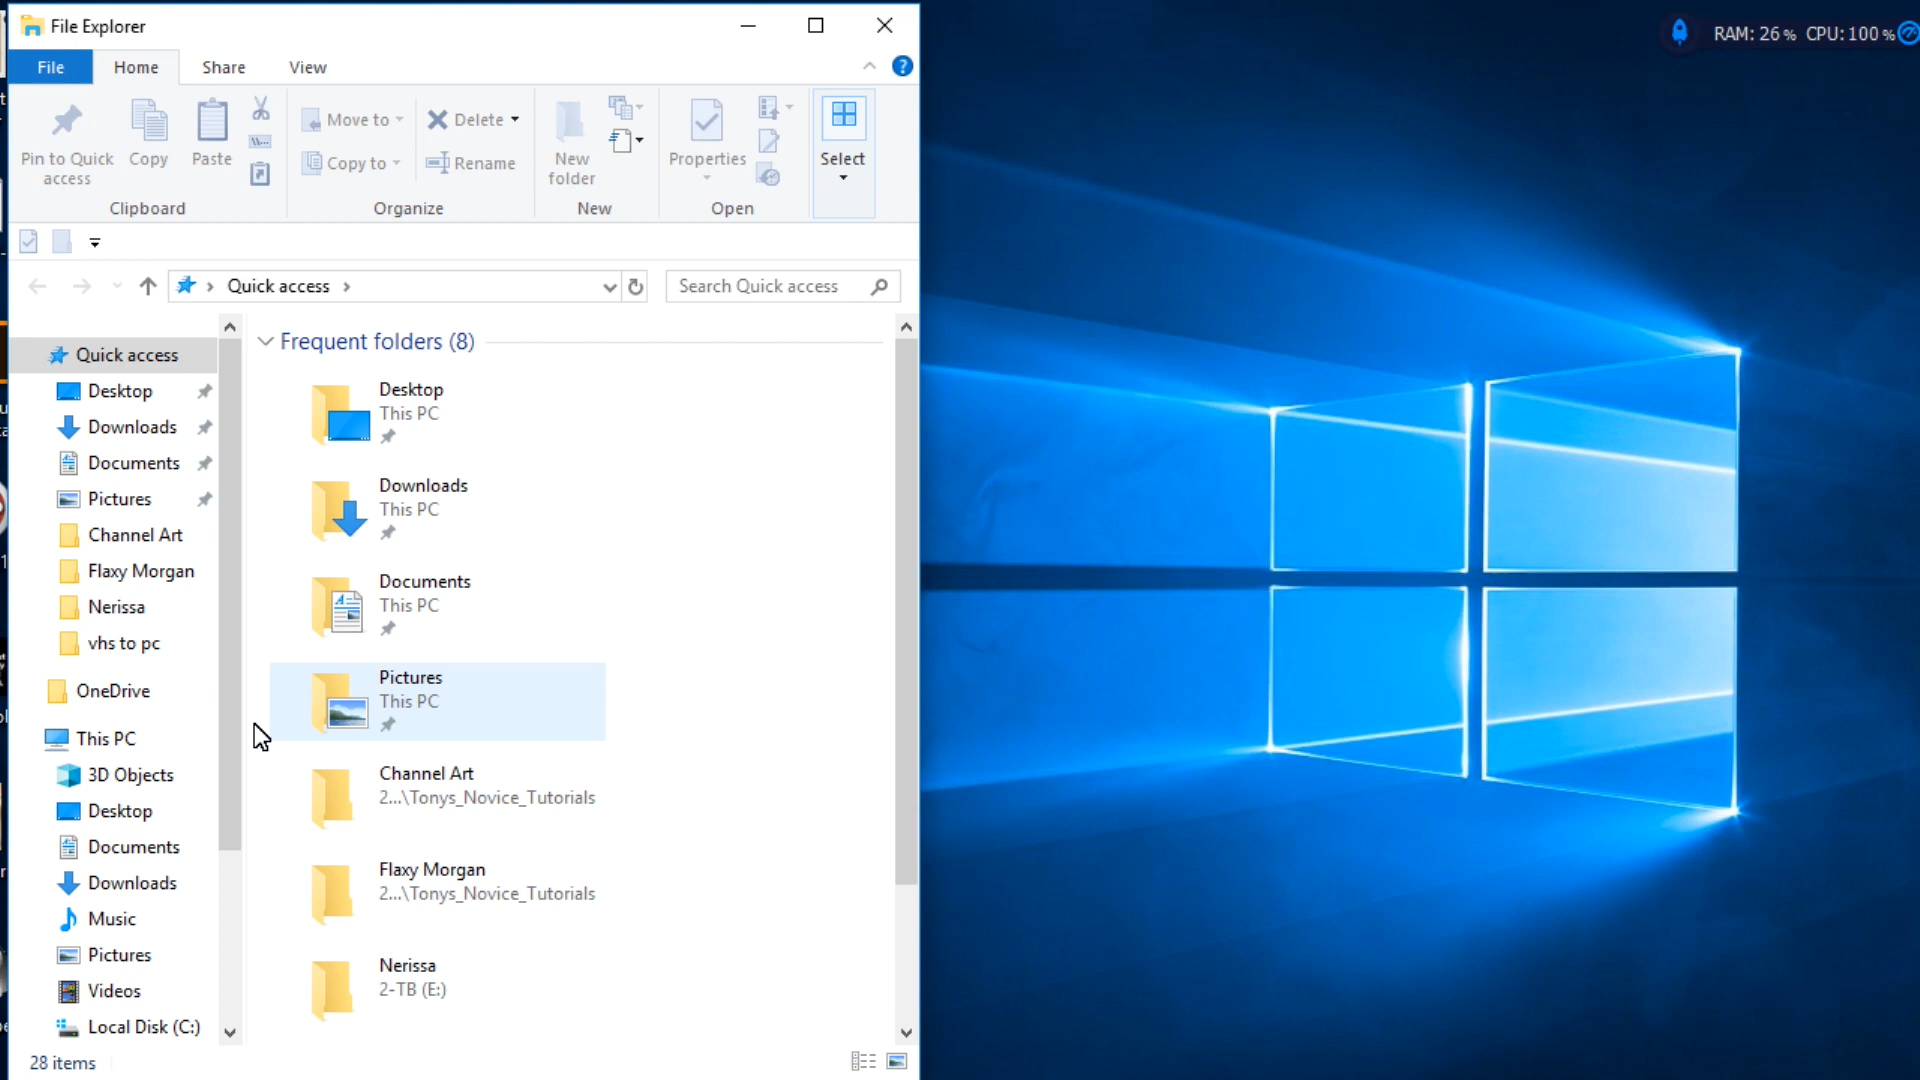 File Explorer
RAM: 26% CPU: 100%
File Home Share View
Pin to Quick access
Copy
Paste
Move to
Copy to
Delete
Rename
New folder
Properties
Select
Clipboard Organize New Open
Quick access
Search Quick access
Quick access
Desktop
Downloads
Documents
Pictures
Channel Art
Flaxy Morgan
Nerissa
vhs to pc
OneDrive
This PC
3D Objects
Desktop
Documents
Downloads
Music
Pictures
Videos
Local Disk (C:)
Frequent folders (8)
Desktop
This PC
Downloads
This PC
Documents
This PC
Pictures
This PC
Channel Art
2...\Tonys_Novice_Tutorials
Flaxy Morgan
2...\Tonys_Novice_Tutorials
Nerissa
2-TB (E:)
28 items